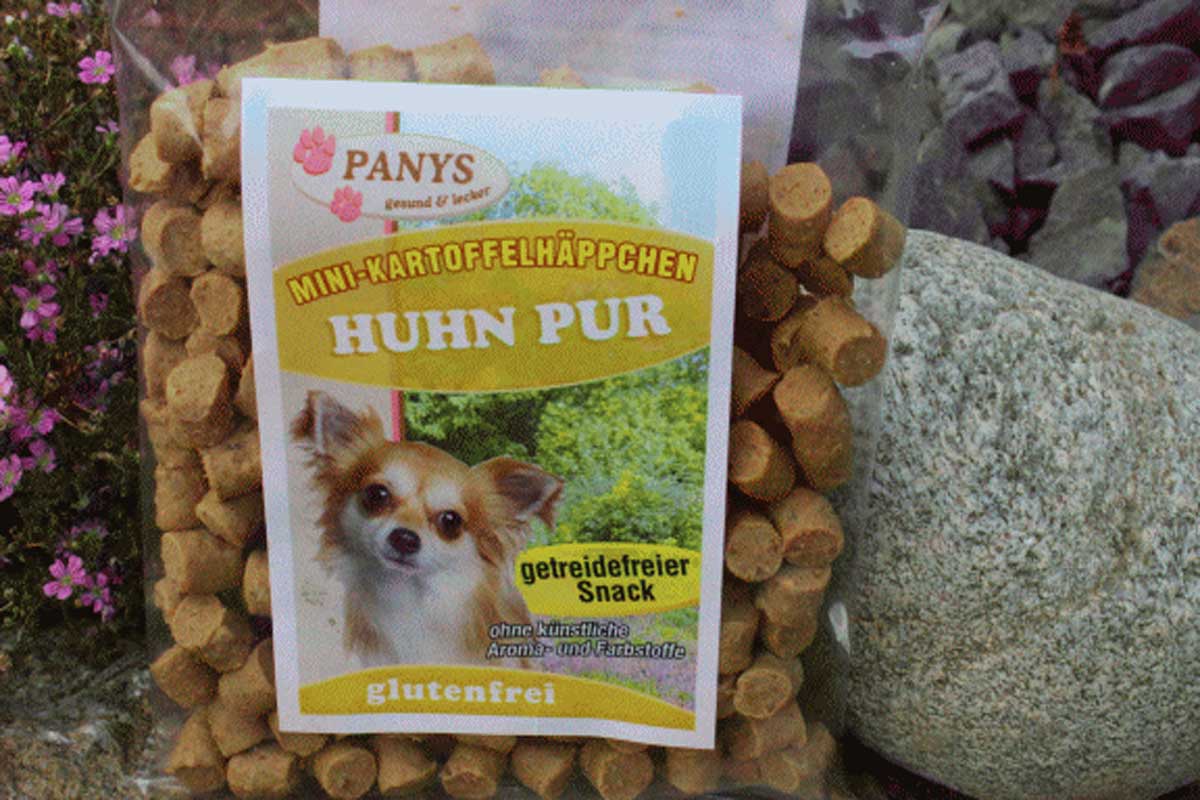 PANYS
gesund & lecker
MINI-KARTOFFELHÄPPCHEN
HUHN PUR
getreidefreier
Snack
ohne künstliche
Aroma- und Farbstoffe
glutenfrei